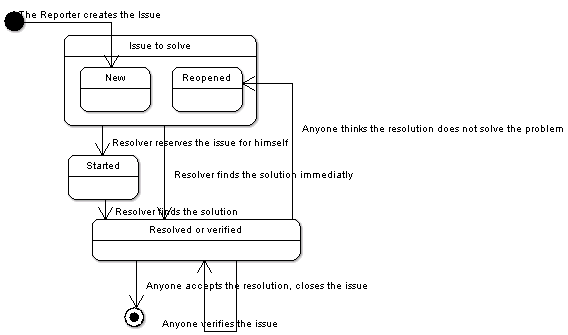 The Reporter creates the Issue
Issue to solve
New
Reopened
Anyone thinks the resolution does not solve the problem
Resolver reserves the issue for himself
Started
Resolver finds the solution immediatly
Resolver finds the solution
Resolved or verified
Anyone accepts the resolution, closes the issue
Anyone verifies the issue